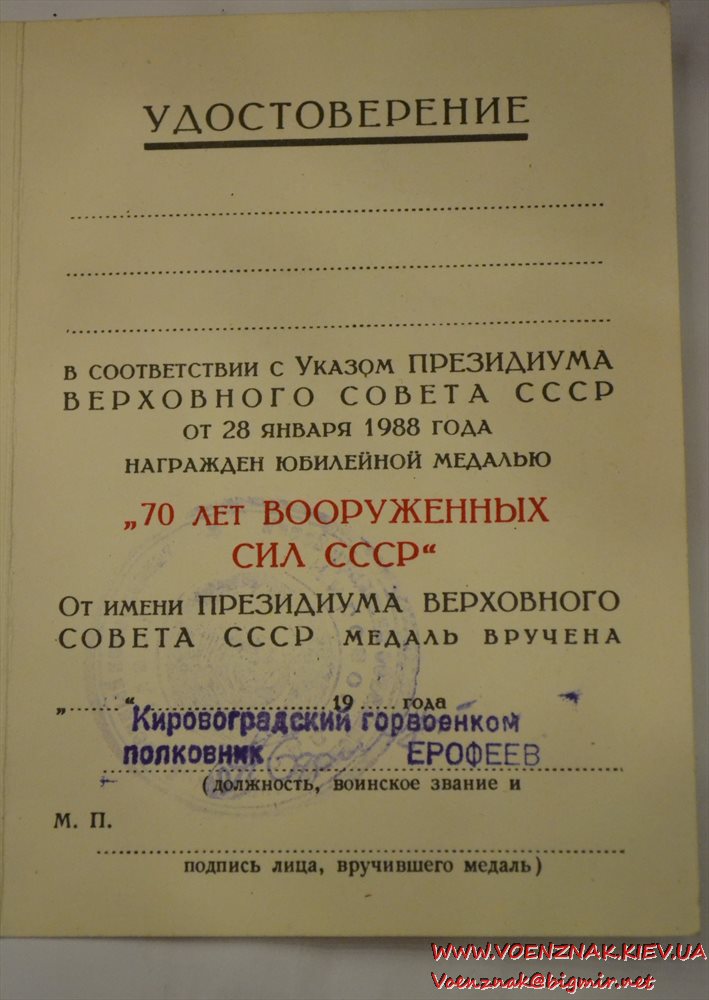 УДОСТОВЕРЕНИЕ
в соответствии с Указом ПРЕЗИДИУМА
ВЕРХОВНОГО СОВЕТА СССР
от 28 января 1988 года
награжден юбилейной медалью
„70 лет ВООРУЖЕННЫХ
СИЛ СССР“
От имени ПРЕЗИДИУМА ВЕРХОВНОГО
СОВЕТА СССР медаль вручена
„......“ .................... 19 .... года
Кировоградский горвоенком
полковник ЕРОФЕЕВ
(должность, воинское звание и
М. П.
подпись лица, вручившего медаль)
WWW.VOENZNAK.KIEV.UA
Voenznak@bigmir.net